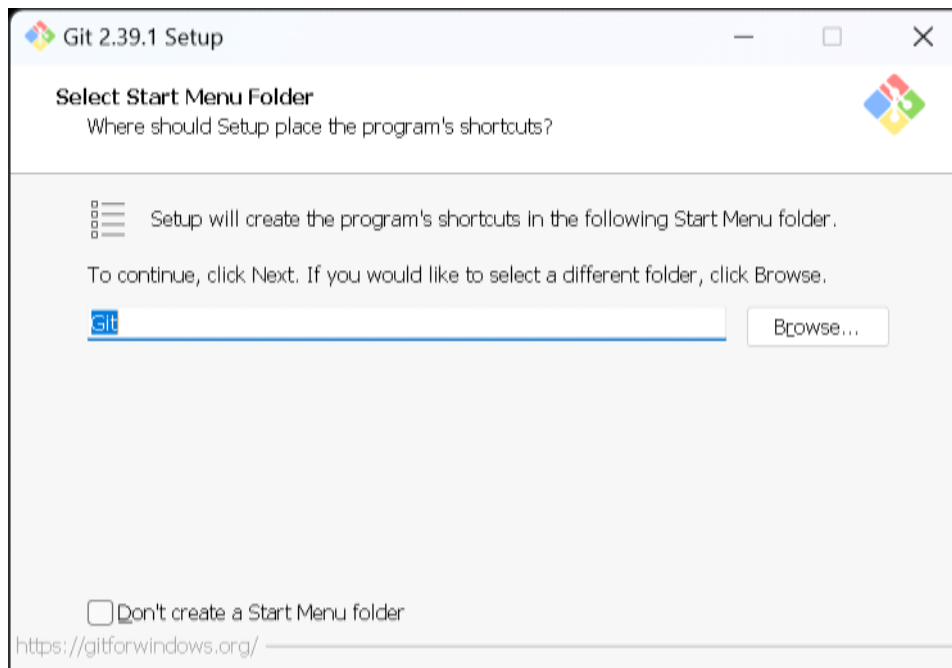 Git 2.39.1 Setup
Select Start Menu Folder
Where should Setup place the program's shortcuts?
Setup will create the program's shortcuts in the following Start Menu folder.
To continue, click Next. If you would like to select a different folder, click Browse.
Git
Browse...
Don't create a Start Menu folder
https://gitforwindows.org/